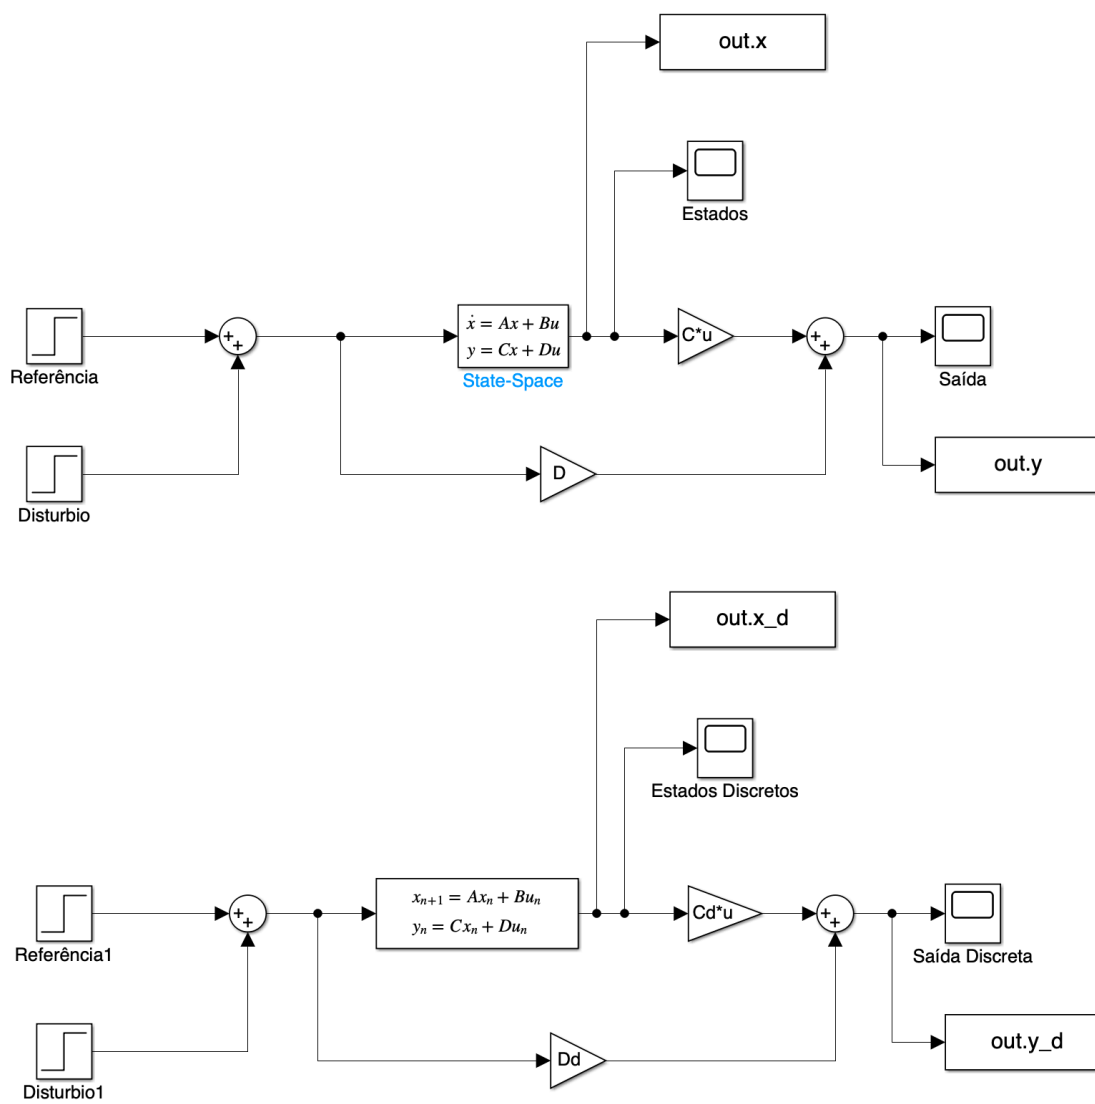 out.x
Estados
Referência
+
+
ẋ = Ax + Bu
y = Cx + Du
State-Space
C*u
+
+
Saída
Disturbio
D
out.y
out.x_d
Estados Discretos
Referência1
+
+
xₙ₊₁ = Axₙ + Buₙ
yₙ = Cxₙ + Duₙ
Cd*u
+
+
Saída Discreta
Disturbio1
Dd
out.y_d